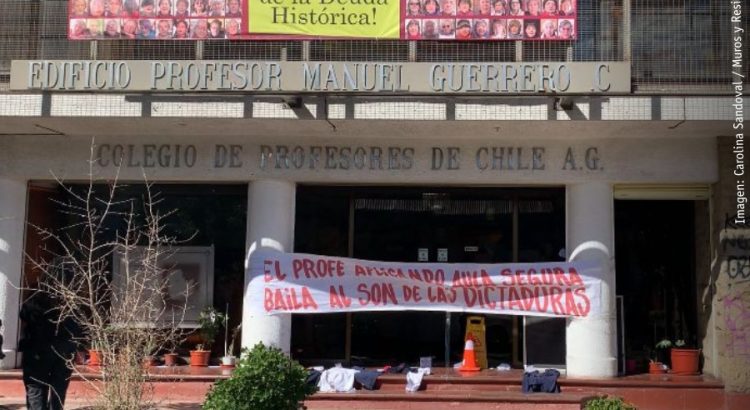 de la Deuda
Histórica!
EDIFICIO PROFESOR MANUEL GUERRERO C
COLEGIO DE PROFESORES DE CHILE A.G.
EL PROFE APLICANDO AULA SEGURA
BAILA AL SON DE LAS DICTADURAS
Imagen: Carolina Sandoval / Muros y Resi